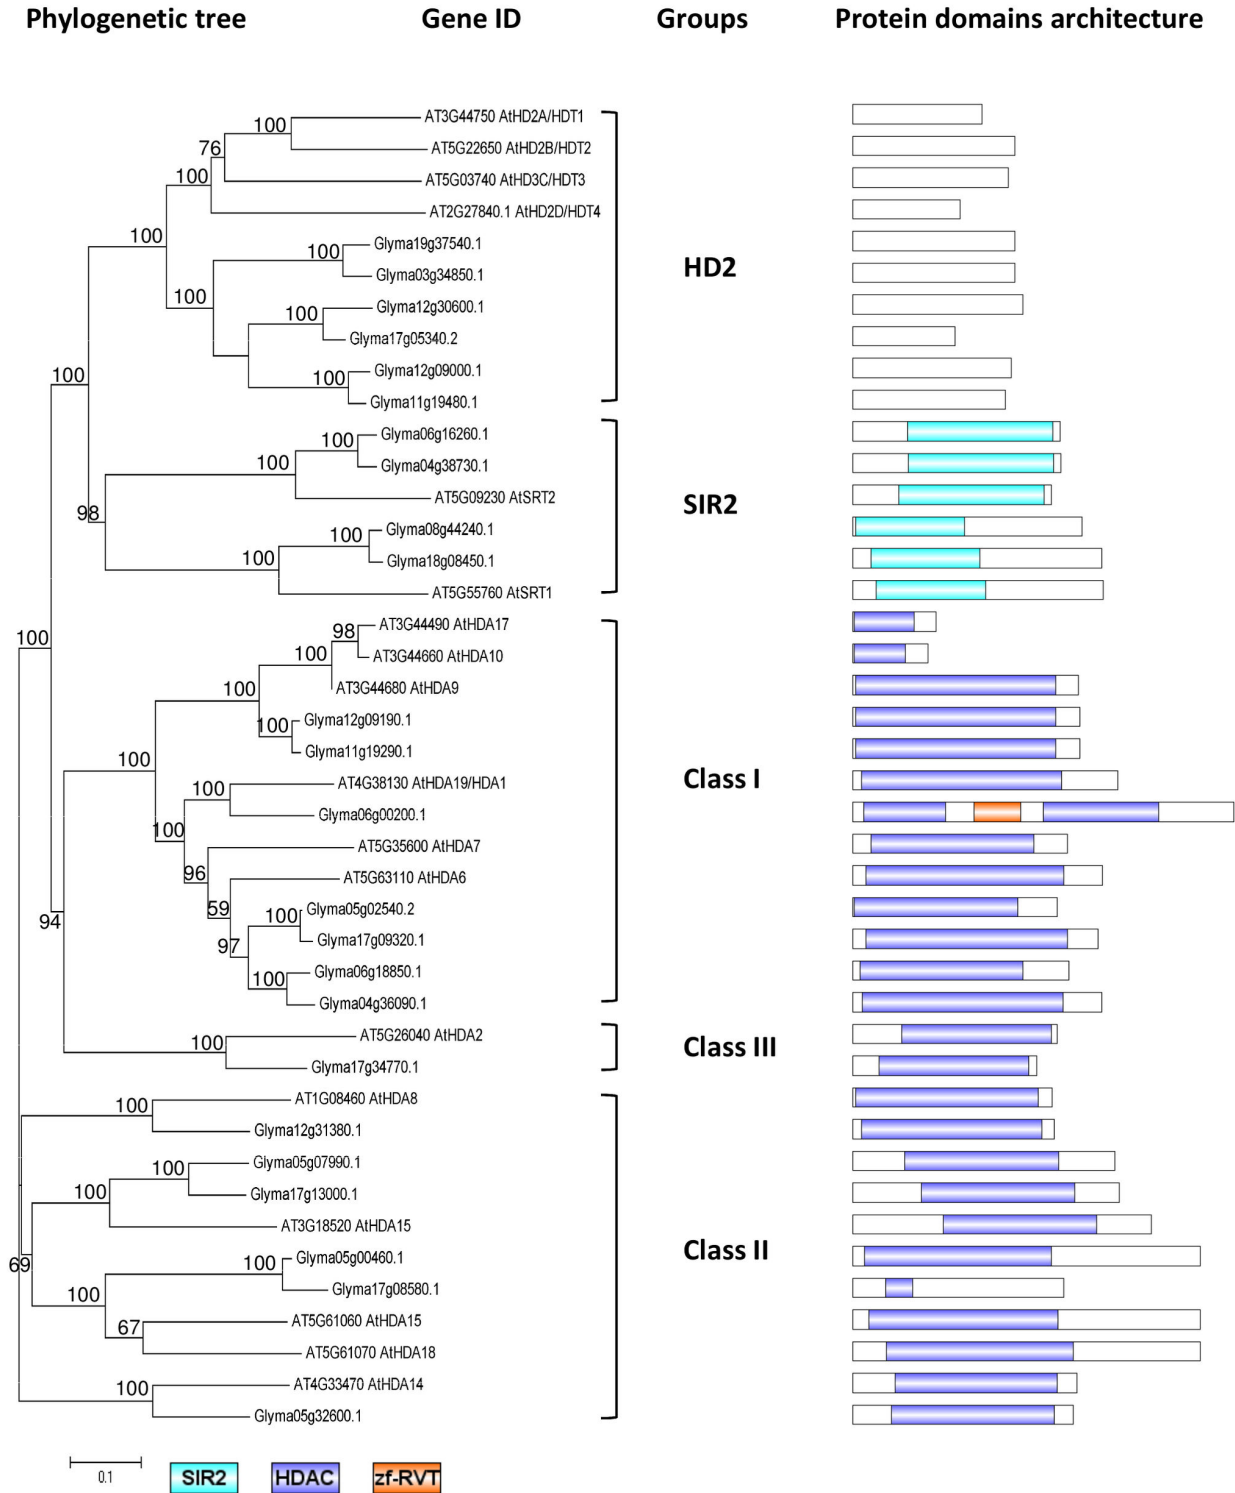 Phylogenetic tree Gene ID Groups Protein domains architecture
AT3G44750 AtHD2A/HDT1
100
AT5G22650 AtHD2B/HDT2
76
AT5G03740 AtHD3C/HDT3
100
AT2G27840.1 AtHD2D/HDT4
100
Glyma19g37540.1
100
Glyma03g34850.1
HD2
100
Glyma12g30600.1
100
Glyma17g05340.2
Glyma12g09000.1
100
100
Glyma11g19480.1
Glyma06g16260.1
100
Glyma04g38730.1
100
AT5G09230 AtSRT2
SIR2
98
Glyma08g44240.1
100
Glyma18g08450.1
100
AT5G55760 AtSRT1
AT3G44490 AtHDA17
98
100
AT3G44660 AtHDA10
100
AT3G44680 AtHDA9
100
Glyma12g09190.1
100
Glyma11g19290.1
100
Class I
AT4G38130 AtHDA19/HDA1
100
Glyma06g00200.1
100
AT5G35600 AtHDA7
96
AT5G63110 AtHDA6
59
Glyma05g02540.2
100
94
Glyma17g09320.1
97
Glyma06g18850.1
100
Glyma04g36090.1
AT5G26040 AtHDA2
100
Class III
Glyma17g34770.1
AT1G08460 AtHDA8
100
Glyma12g31380.1
Glyma05g07990.1
100
Glyma17g13000.1
100
AT3G18520 AtHDA15
Class II
Glyma05g00460.1
100
69
Glyma17g08580.1
100
AT5G61060 AtHDA15
67
AT5G61070 AtHDA18
AT4G33470 AtHDA14
100
Glyma05g32600.1
0.1
SIR2 HDAC zf-RVT